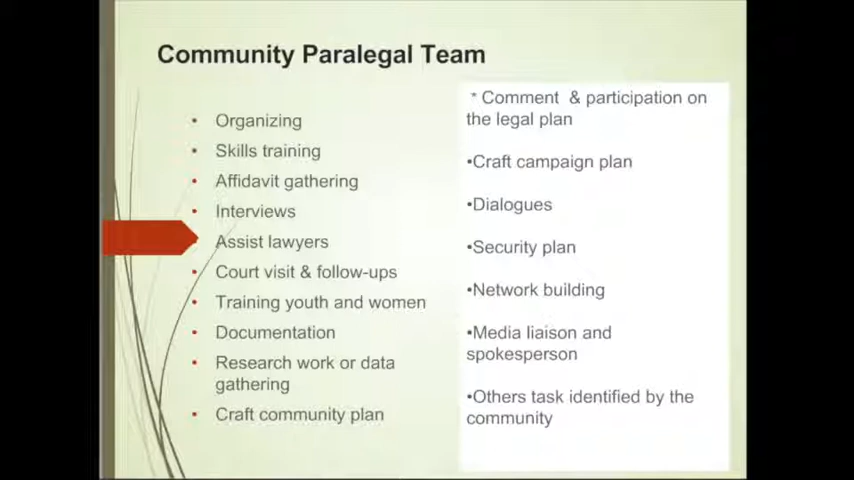 Community Paralegal Team
• Organizing
• Skills training
• Affidavit gathering
• Interviews
• Assist lawyers
• Court visit & follow-ups
• Training youth and women
• Documentation
• Research work or data
gathering
• Craft community plan
* Comment & participation on
the legal plan
•Craft campaign plan
•Dialogues
•Security plan
•Network building
•Media liaison and
spokesperson
•Others task identified by the
community